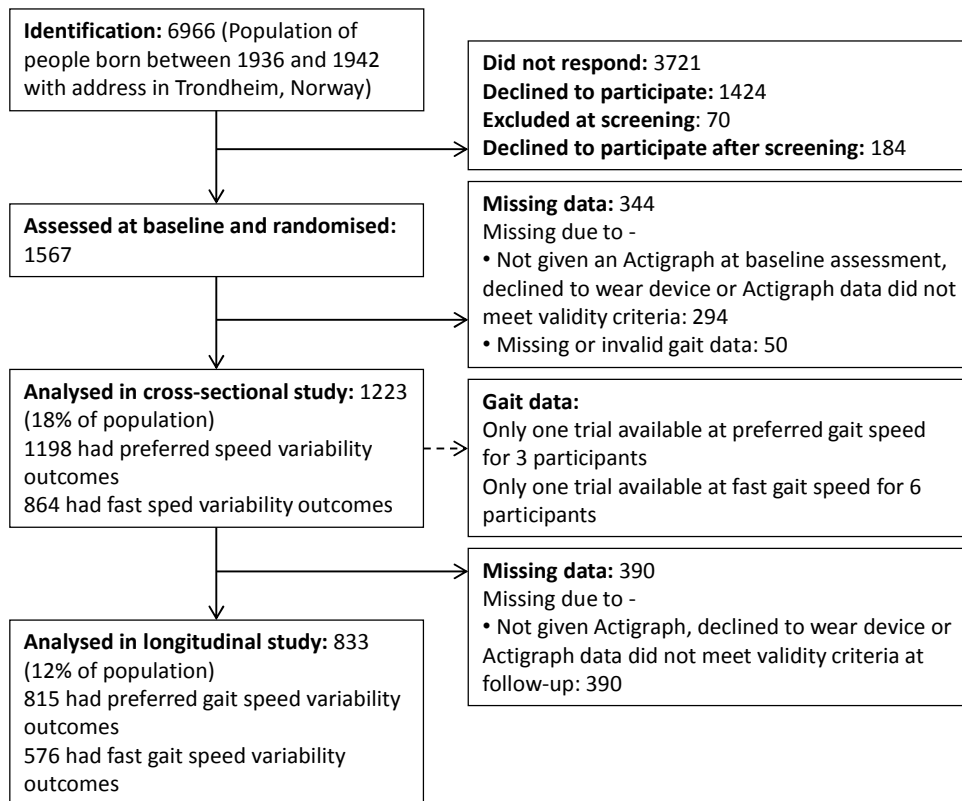 Identification: 6966 (Population of
people born between 1936 and 1942
with address in Trondheim, Norway)
Did not respond: 3721
Declined to participate: 1424
Excluded at screening: 70
Declined to participate after screening: 184
Assessed at baseline and randomised:
1567
Missing data: 344
Missing due to -
• Not given an Actigraph at baseline assessment,
declined to wear device or Actigraph data did not
meet validity criteria: 294
• Missing or invalid gait data: 50
Analysed in cross-sectional study: 1223
(18% of population)
1198 had preferred speed variability
outcomes
864 had fast sped variability outcomes
Gait data:
Only one trial available at preferred gait speed
for 3 participants
Only one trial available at fast gait speed for 6
participants
Missing data: 390
Missing due to -
• Not given Actigraph, declined to wear device or
Actigraph data did not meet validity criteria at
follow-up: 390
Analysed in longitudinal study: 833
(12% of population)
815 had preferred gait speed variability
outcomes
576 had fast gait speed variability
outcomes